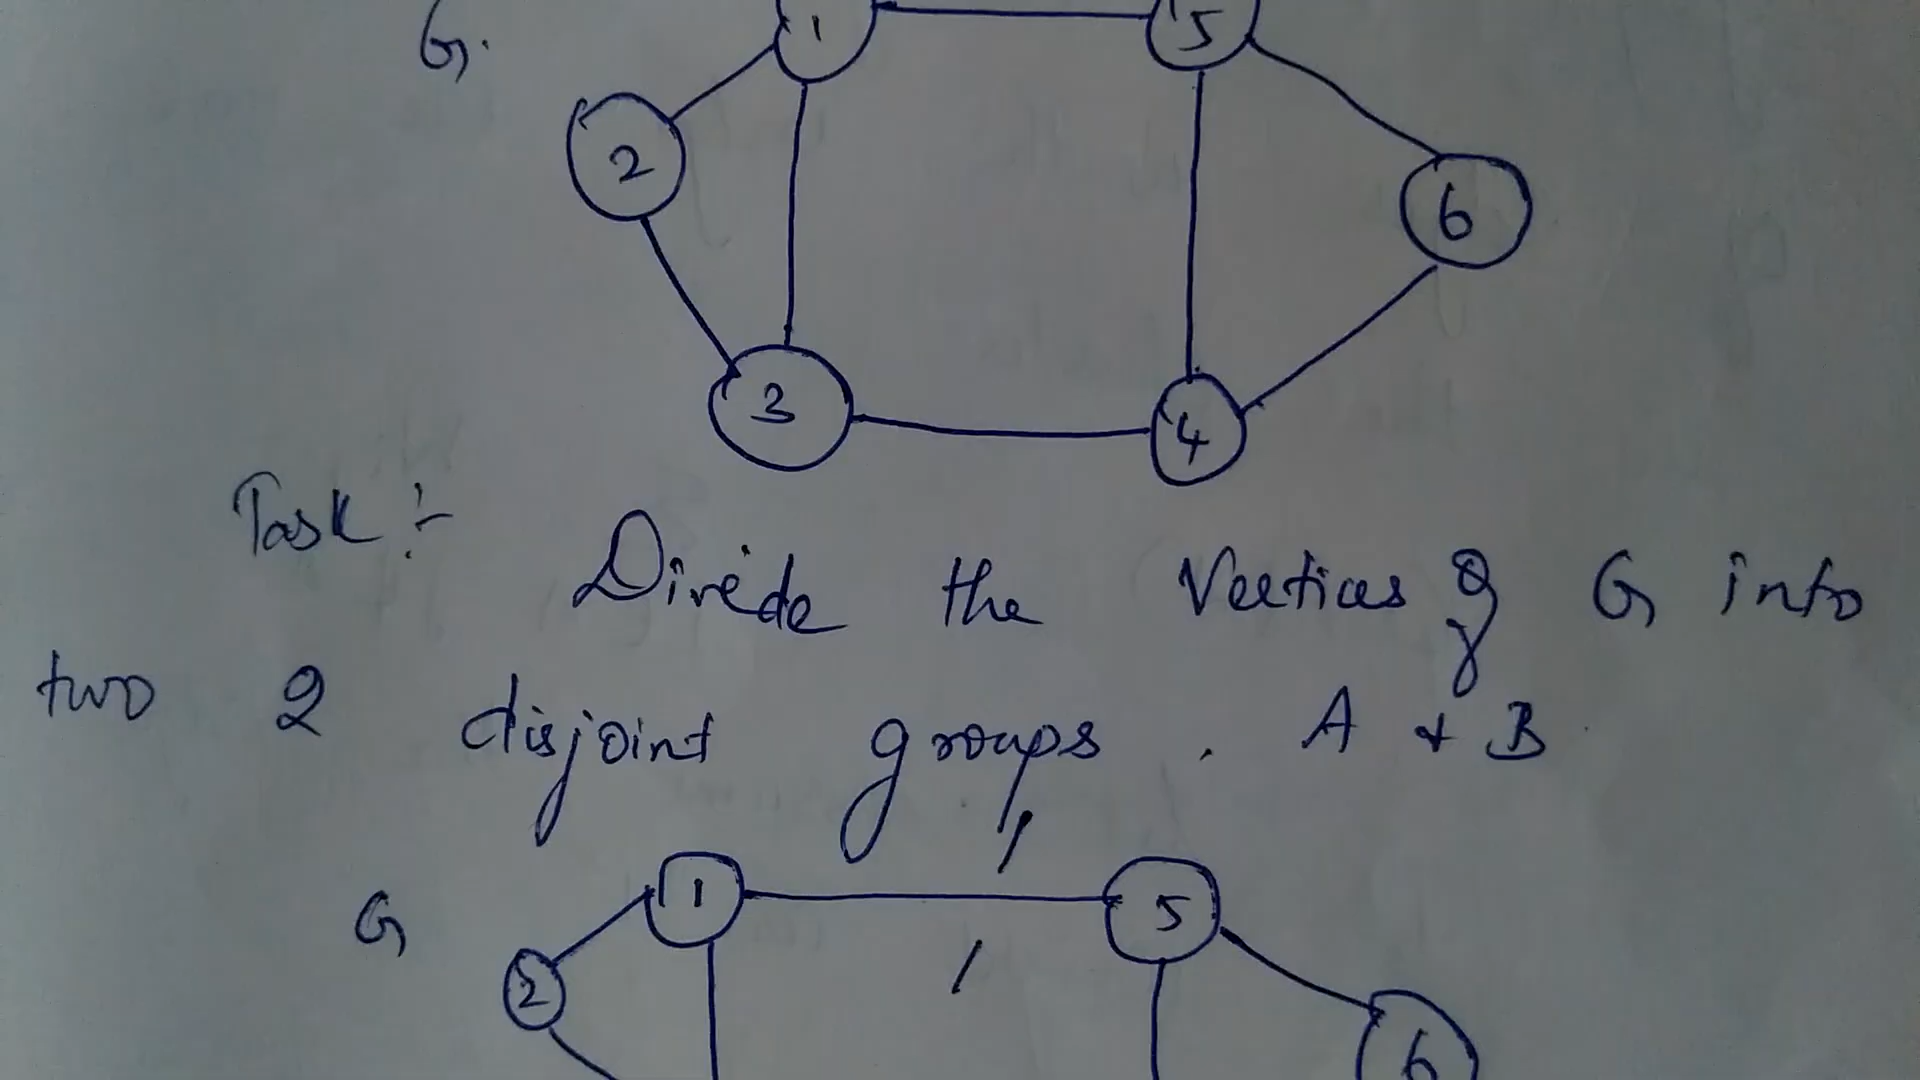 G.
1 5
2
6
3
4
Task :-
Divide the Vertices of G into
two 2 disjoint groups. A & B.
1 5
G
2
6